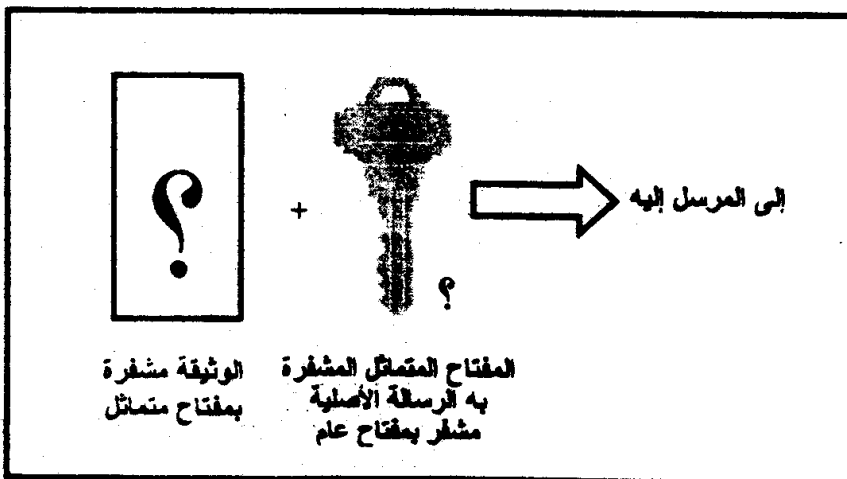 ؟
+
؟
إلى المرسل إليه
المفتاح المتماثل المشفرة
به الرسالة الأصلية
مشفر بمفتاح عام
الوثيقة مشفرة
بمفتاح متماثل